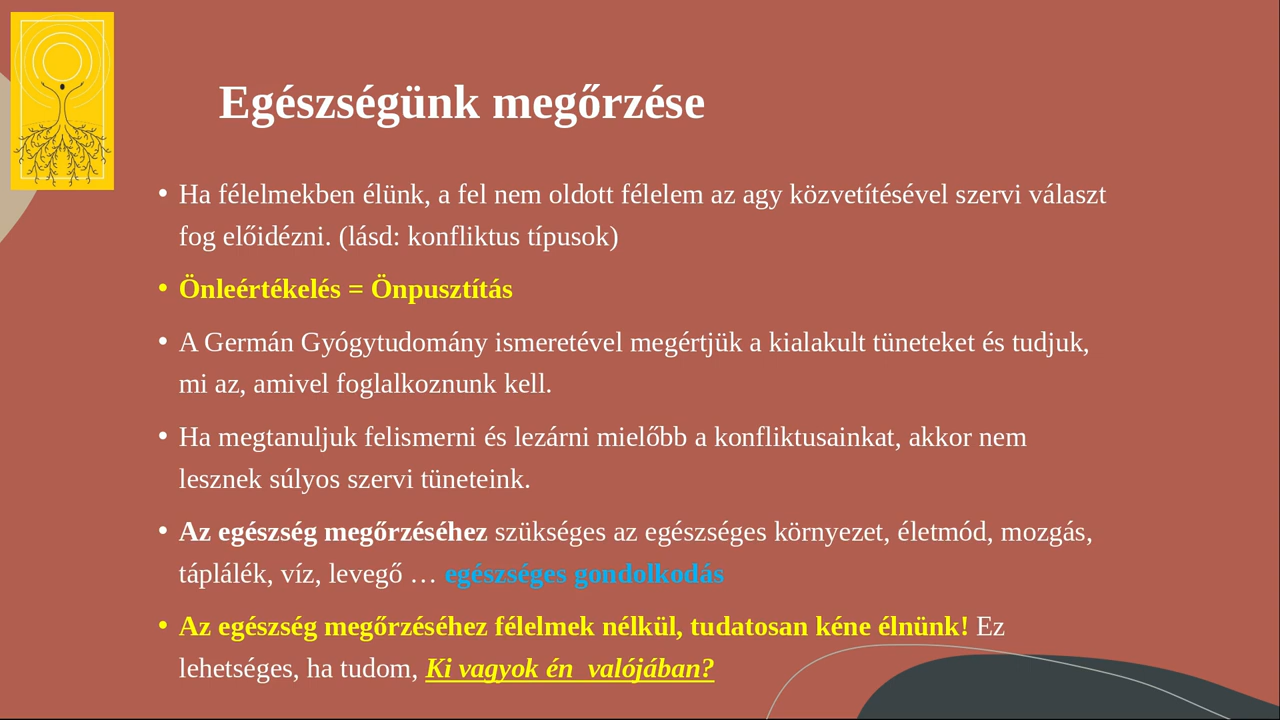 Egészségünk megőrzése
• Ha félelmekben élünk, a fel nem oldott félelem az agy közvetítésével szervi választ
fog előidézni. (lásd: konfliktus típusok)
• Önleértékelés = Önpusztítás
• A Germán Gyógytudomány ismeretével megértjük a kialakult tüneteket és tudjuk,
mi az, amivel foglalkoznunk kell.
• Ha megtanuljuk felismerni és lezárni mielőbb a konfliktusainkat, akkor nem
lesznek súlyos szervi tüneteink.
• Az egészség megőrzéséhez szükséges az egészséges környezet, életmód, mozgás,
táplálék, víz, levegő … egészséges gondolkodás
• Az egészség megőrzéséhez félelmek nélkül, tudatosan kéne élnünk! Ez
lehetséges, ha tudom, Ki vagyok én  valójában?